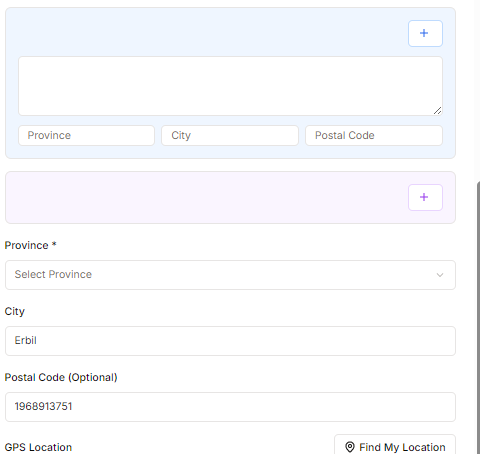 +
Province City Postal Code
+
Province *
Select Province
City
Erbil
Postal Code (Optional)
1968913751
GPS Location Find My Location